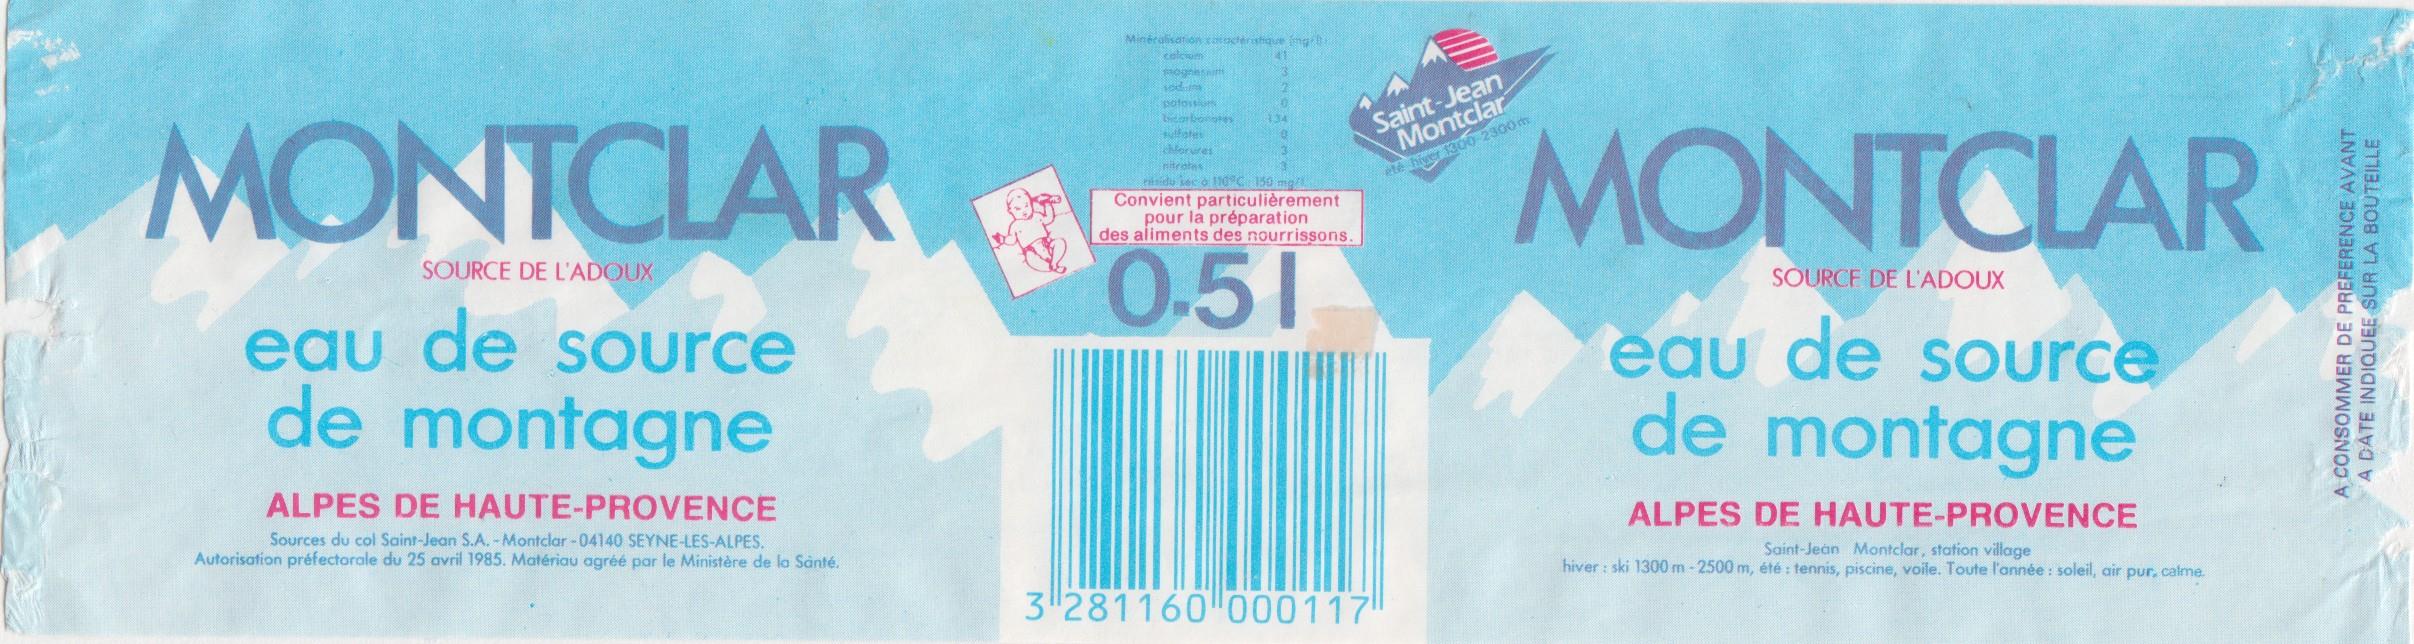 MONTCLAR
SOURCE DE L'ADOUX
eau de source
de montagne
ALPES DE HAUTE-PROVENCE
Sources du col Saint-Jean S.A. - Montclar - 04140 SEYNE-LES-ALPES.
Autorisation préfectorale du 25 avril 1985. Matériau agréé par le Ministère de la Santé.
Minéralisation caractéristique (mg/l) :
calcium 41
magnesium 3
sodium 2
potassium 0
bicarbonates 134
sulfates 0
chlorures 3
nitrates 3
résidu sec à 110°C 150 mg/l
Convient particulièrement
pour la préparation
des aliments des nourrissons.
0.5 l
3 281160 000117
Saint-Jean
Montclar
été hiver 1300-2300 m
MONTCLAR
SOURCE DE L'ADOUX
eau de source
de montagne
ALPES DE HAUTE-PROVENCE
Saint-Jean Montclar, station village
hiver : ski 1300 m - 2500 m, été : tennis, piscine, voile. Toute l'année : soleil, air pur, calme.
A CONSOMMER DE PREFERENCE AVANT
A DATE INDIQUEE SUR LA BOUTEILLE